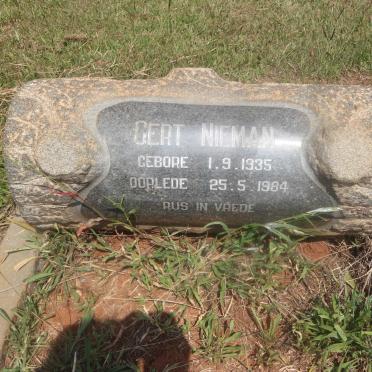 GERT NIEMAN
GEBORE 1.9.1935
OORLEDE 25.5.1984
RUS IN VREDE